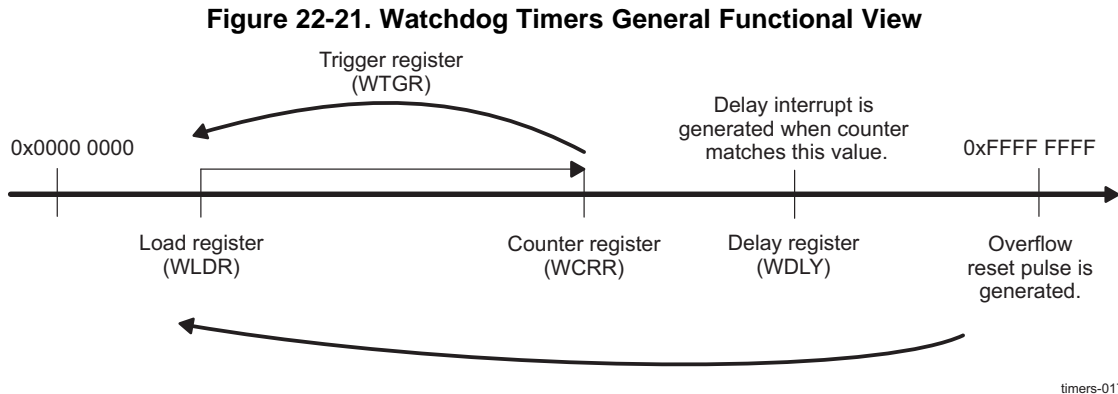 Figure 22-21. Watchdog Timers General Functional View
Trigger register
(WTGR)
Delay interrupt is
generated when counter
matches this value.
0x0000 0000
0xFFFF FFFF
Load register
(WLDR)
Counter register
(WCRR)
Delay register
(WDLY)
Overflow
reset pulse is
generated.